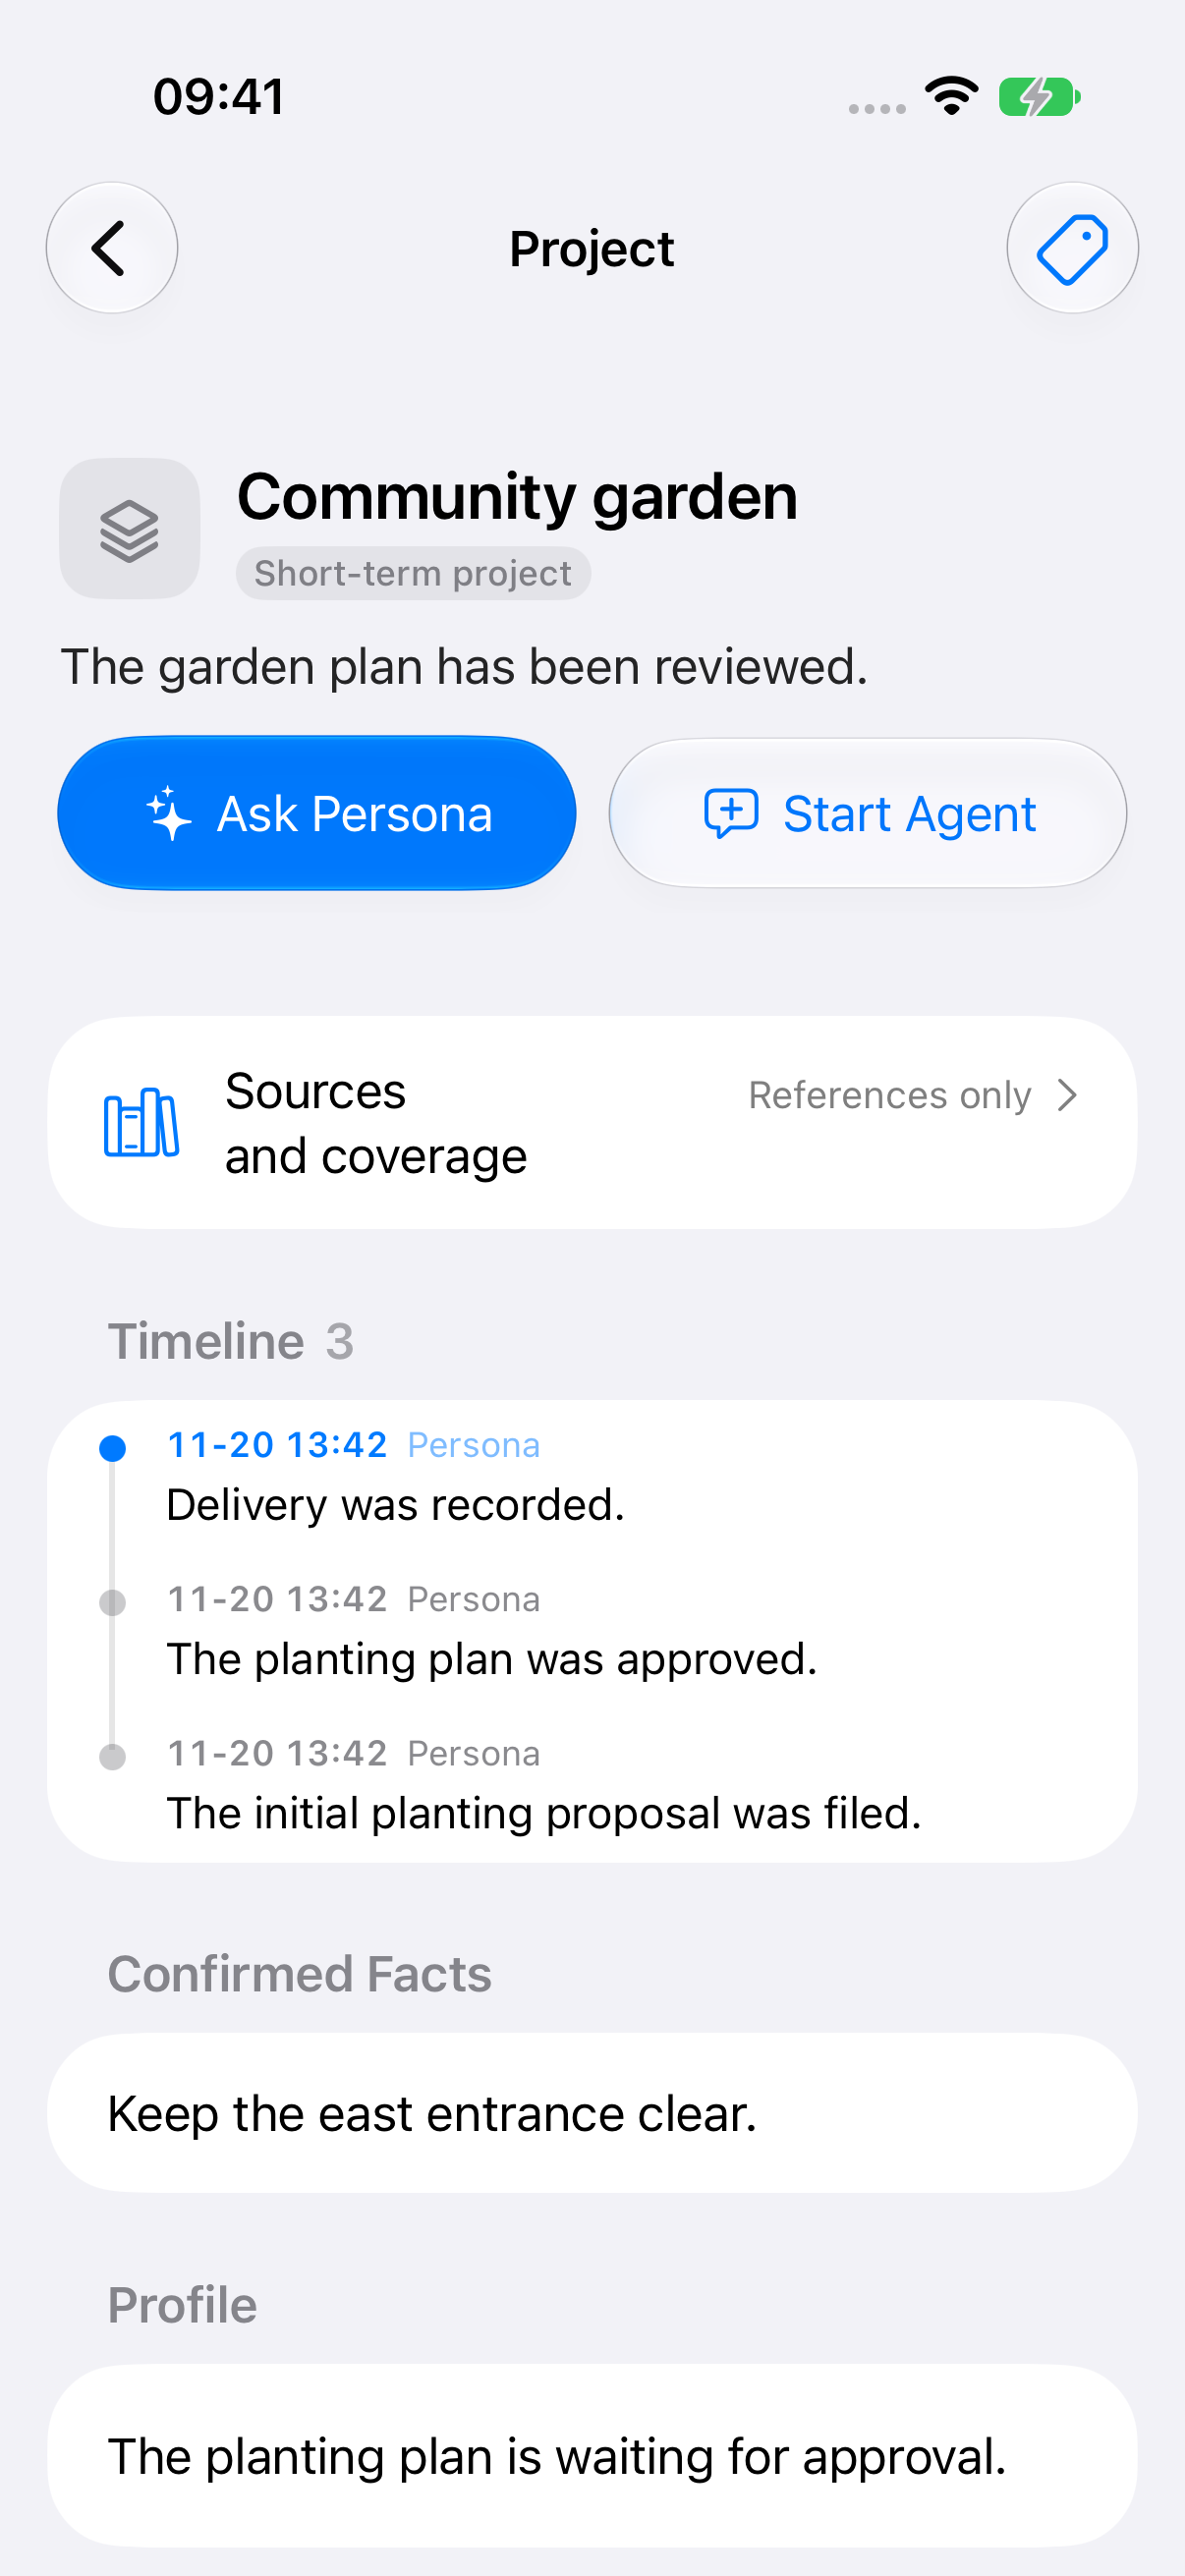 09:41
Project
Community garden
Short-term project
The garden plan has been reviewed.
Ask Persona
Start Agent
Sources
and coverage
References only
Timeline 3
11-20 13:42 Persona
Delivery was recorded.
11-20 13:42 Persona
The planting plan was approved.
11-20 13:42 Persona
The initial planting proposal was filed.
Confirmed Facts
Keep the east entrance clear.
Profile
The planting plan is waiting for approval.